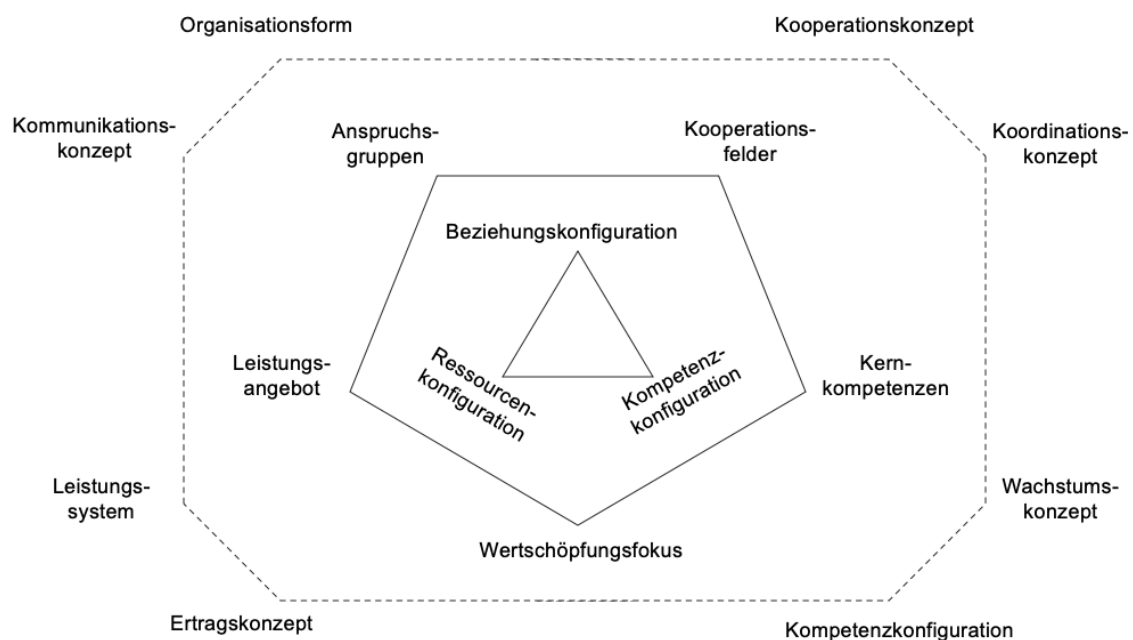 Organisationsform
Kooperationskonzept
Kommunikations-
konzept
Anspruchs-
gruppen
Kooperations-
felder
Koordinations-
konzept
Beziehungskonfiguration
Leistungs-
angebot
Ressourcen-
konfiguration
Kompetenz-
konfiguration
Kern-
kompetenzen
Leistungs-
system
Wachstums-
konzept
Wertschöpfungsfokus
Ertragskonzept
Kompetenzkonfiguration